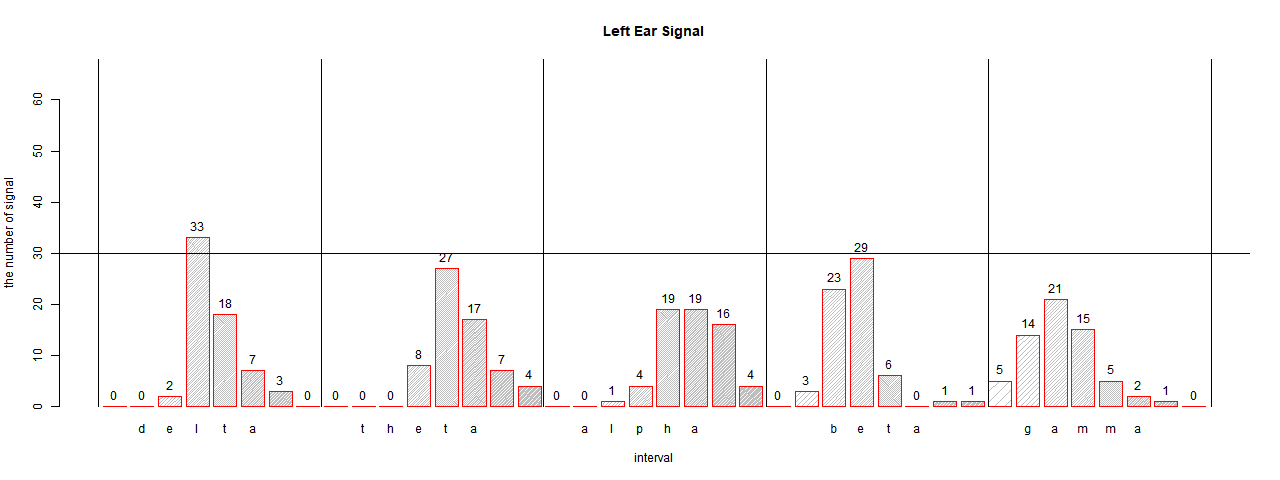 Left Ear Signal
the number of signal
60
50
40
30
20
10
0
0 0 2 33 18 7 3 0 0 0 0 8 27 17 7 4 0 0 1 4 19 19 16 4 0 3 23 29 6 0 1 1 5 14 21 15 5 2 1 0
d e l t a t h e t a a l p h a b e t a g a m m a
interval